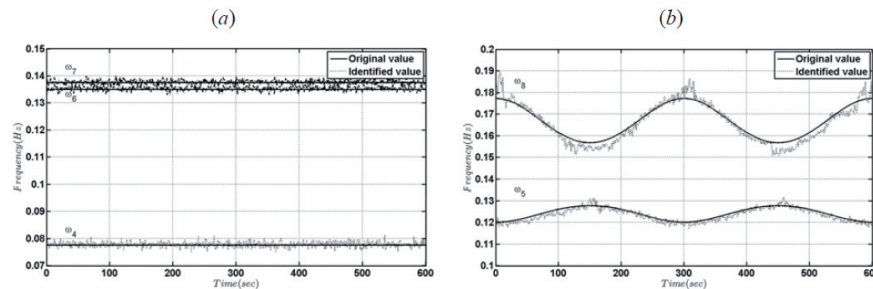 (a)
0.15
0.14
0.13
0.12
0.11
0.1
0.09
0.08
0.07
Frequency(Hz)
ω7
ω6
ω4
Original value
Identified value
0 100 200 300 400 500 600
Time(sec)
(b)
0.2
0.19
0.18
0.17
0.16
0.15
0.14
0.13
0.12
0.11
0.1
Frequency(Hz)
ω8
ω5
Original value
Identified value
0 100 200 300 400 500 600
Time(sec)